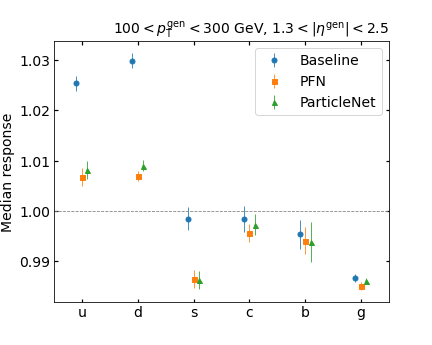 100 < p_T^gen < 300 GeV, 1.3 < |η^gen| < 2.5
Median response
1.03
1.02
1.01
1.00
0.99
Baseline
PFN
ParticleNet
u d s c b g